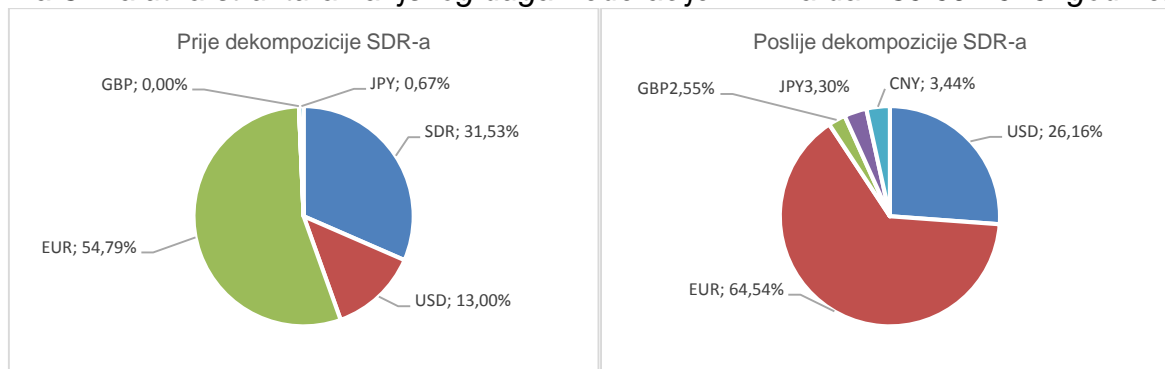 Prije dekompozicije SDR-a
GBP; 0,00%
JPY; 0,67%
SDR; 31,53%
EUR; 54,79%
USD; 13,00%
Poslije dekompozicije SDR-a
GBP2,55%
JPY3,30%
CNY; 3,44%
USD; 26,16%
EUR; 64,54%